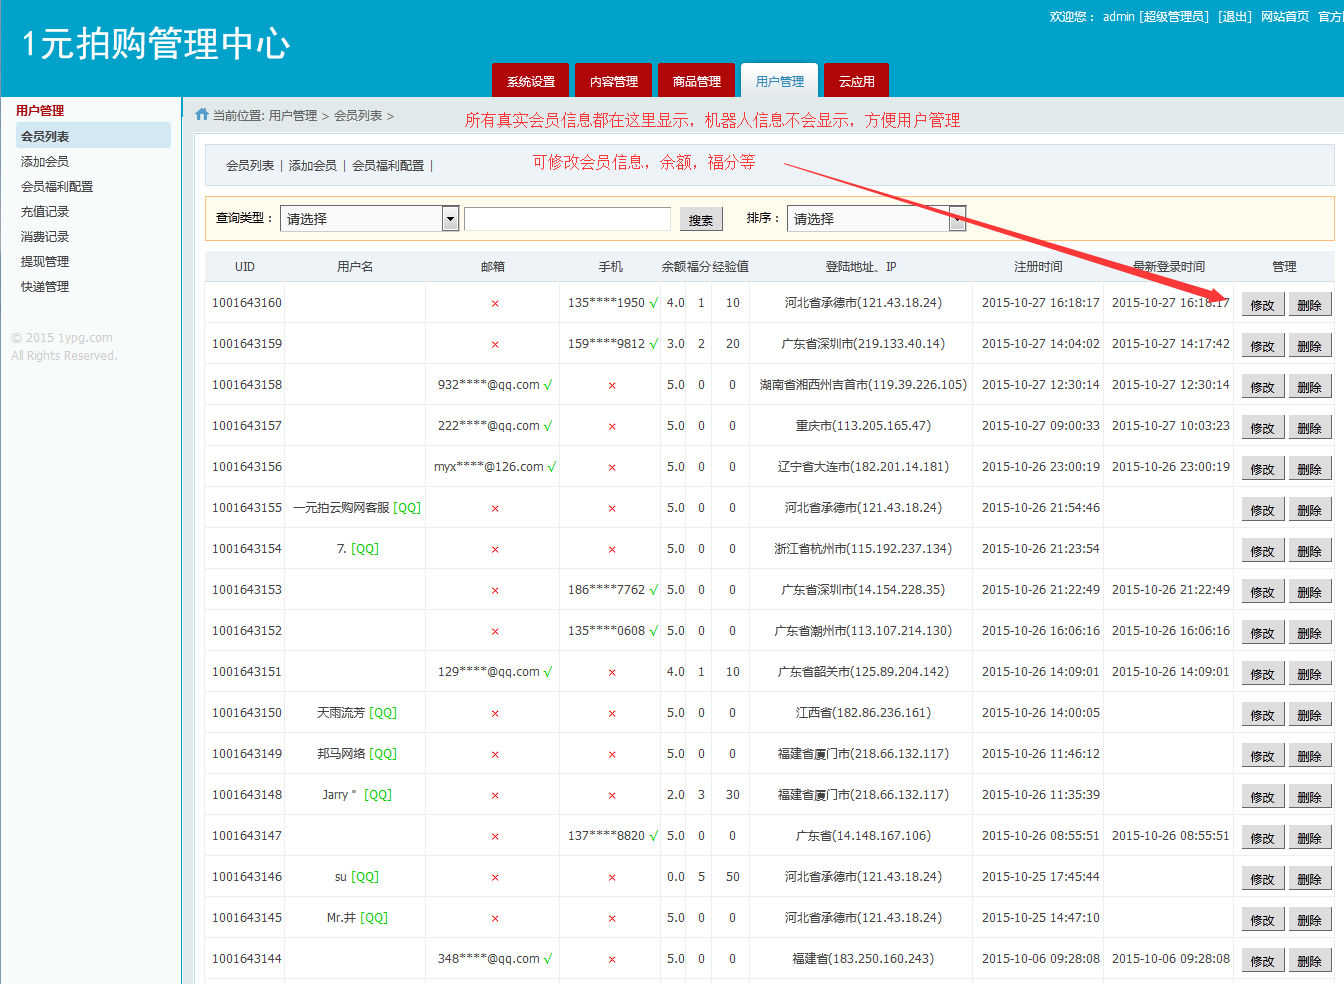 欢迎您： admin [超级管理员] [退出] 网站首页 官方
1元拍购管理中心
系统设置 内容管理 商品管理 用户管理 云应用
用户管理
会员列表
添加会员
会员福利配置
充值记录
消费记录
提现管理
快递管理
© 2015 1ypg.com
All Rights Reserved.
当前位置: 用户管理 > 会员列表 >
所有真实会员信息都在这里显示，机器人信息不会显示，方便用户管理
会员列表 | 添加会员 | 会员福利配置 |
可修改会员信息，余额，福分等
查询类型： 请选择 搜索 排序： 请选择
UID 用户名 邮箱 手机 余额 福分 经验值 登陆地址、IP 注册时间 最新登录时间 管理
1001643160 × 135****1950 √ 4.0 1 10 河北省承德市(121.43.18.24) 2015-10-27 16:18:17 2015-10-27 16:18:17 修改 删除
1001643159 × 159****9812 √ 3.0 2 20 广东省深圳市(219.133.40.14) 2015-10-27 14:04:02 2015-10-27 14:17:42 修改 删除
1001643158 932****@qq.com √ × 5.0 0 0 湖南省湘西州吉首市(119.39.226.105) 2015-10-27 12:30:14 2015-10-27 12:30:14 修改 删除
1001643157 222****@qq.com √ × 5.0 0 0 重庆市(113.205.165.47) 2015-10-27 09:00:33 2015-10-27 10:03:23 修改 删除
1001643156 myx****@126.com √ × 5.0 0 0 辽宁省大连市(182.201.14.181) 2015-10-26 23:00:19 2015-10-26 23:00:19 修改 删除
1001643155 一元拍云购网客服 [QQ] × × 5.0 0 0 河北省承德市(121.43.18.24) 2015-10-26 21:54:46 修改 删除
1001643154 7. [QQ] × × 5.0 0 0 浙江省杭州市(115.192.237.134) 2015-10-26 21:23:54 修改 删除
1001643153 × 186****7762 √ 5.0 0 0 广东省深圳市(14.154.228.35) 2015-10-26 21:22:49 2015-10-26 21:22:49 修改 删除
1001643152 × 135****0608 √ 5.0 0 0 广东省潮州市(113.107.214.130) 2015-10-26 16:06:16 2015-10-26 16:06:16 修改 删除
1001643151 129****@qq.com √ × 4.0 1 10 广东省韶关市(125.89.204.142) 2015-10-26 14:09:01 2015-10-26 14:09:01 修改 删除
1001643150 天雨流芳 [QQ] × × 5.0 0 0 江西省(182.86.236.161) 2015-10-26 14:00:05 修改 删除
1001643149 邦马网络 [QQ] × × 5.0 0 0 福建省厦门市(218.66.132.117) 2015-10-26 11:46:12 修改 删除
1001643148 Jarry " [QQ] × × 2.0 3 30 福建省厦门市(218.66.132.117) 2015-10-26 11:35:39 修改 删除
1001643147 × 137****8820 √ 5.0 0 0 广东省(14.148.167.106) 2015-10-26 08:55:51 2015-10-26 08:55:51 修改 删除
1001643146 su [QQ] × × 0.0 5 50 河北省承德市(121.43.18.24) 2015-10-25 17:45:44 修改 删除
1001643145 Mr.井 [QQ] × × 5.0 0 0 河北省承德市(121.43.18.24) 2015-10-25 14:47:10 修改 删除
1001643144 348****@qq.com √ × 5.0 0 0 福建省(183.250.160.243) 2015-10-06 09:28:08 2015-10-06 09:28:08 修改 删除